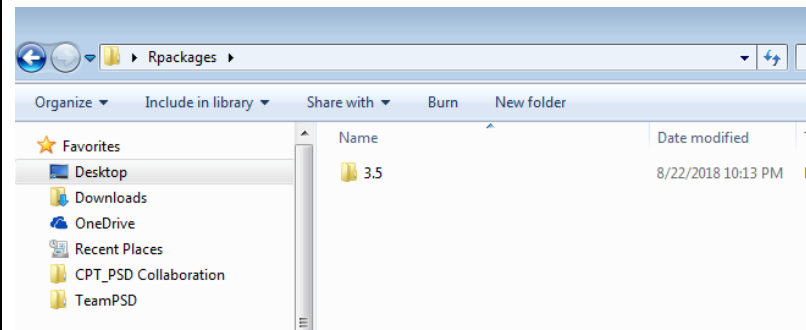 Rpackages
Organize Include in library Share with Burn New folder
Favorites
Desktop
Downloads
OneDrive
Recent Places
CPT_PSD Collaboration
TeamPSD
Name Date modified
3.5 8/22/2018 10:13 PM